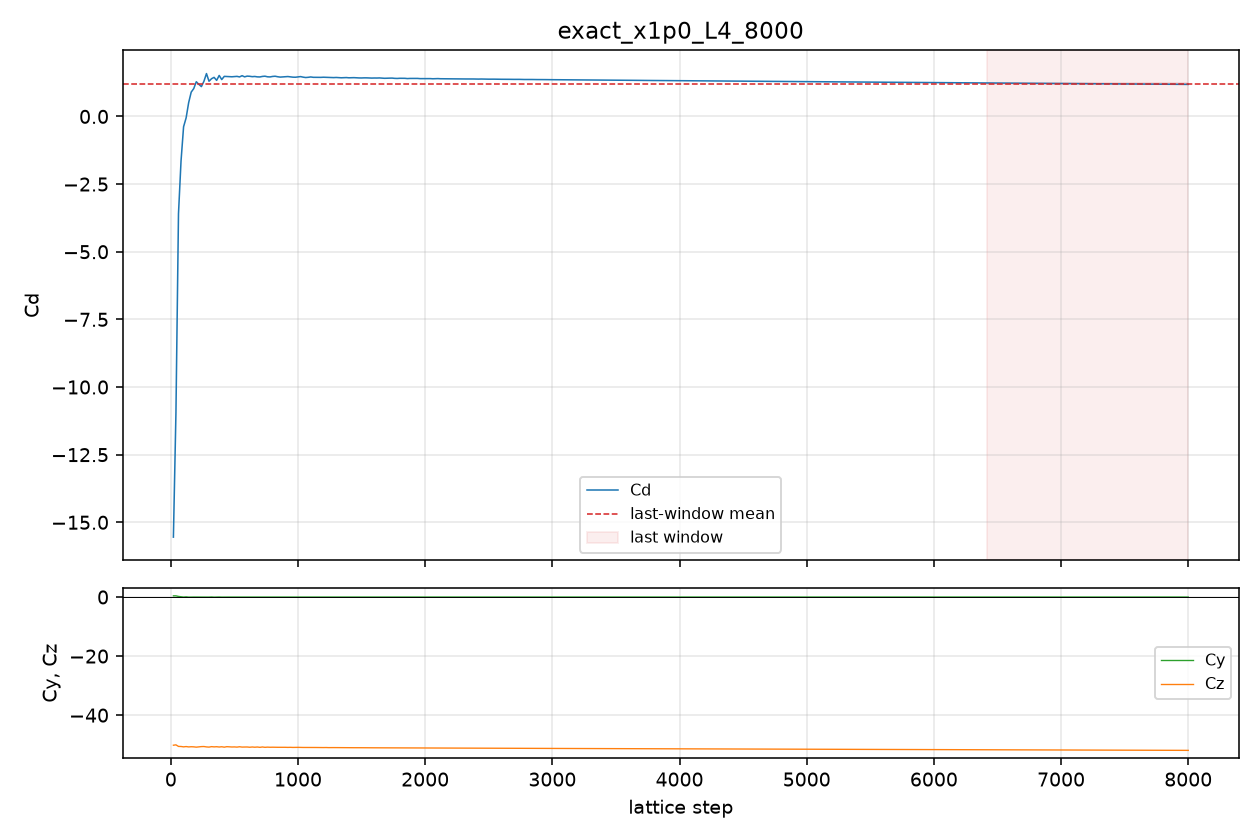 exact_x1p0_L4_8000
Cd
0.0
−2.5
−5.0
−7.5
−10.0
−12.5
−15.0
Cd
last-window mean
last window
Cy, Cz
0
−20
−40
Cy
Cz
0
1000
2000
3000
4000
5000
6000
7000
8000
lattice step